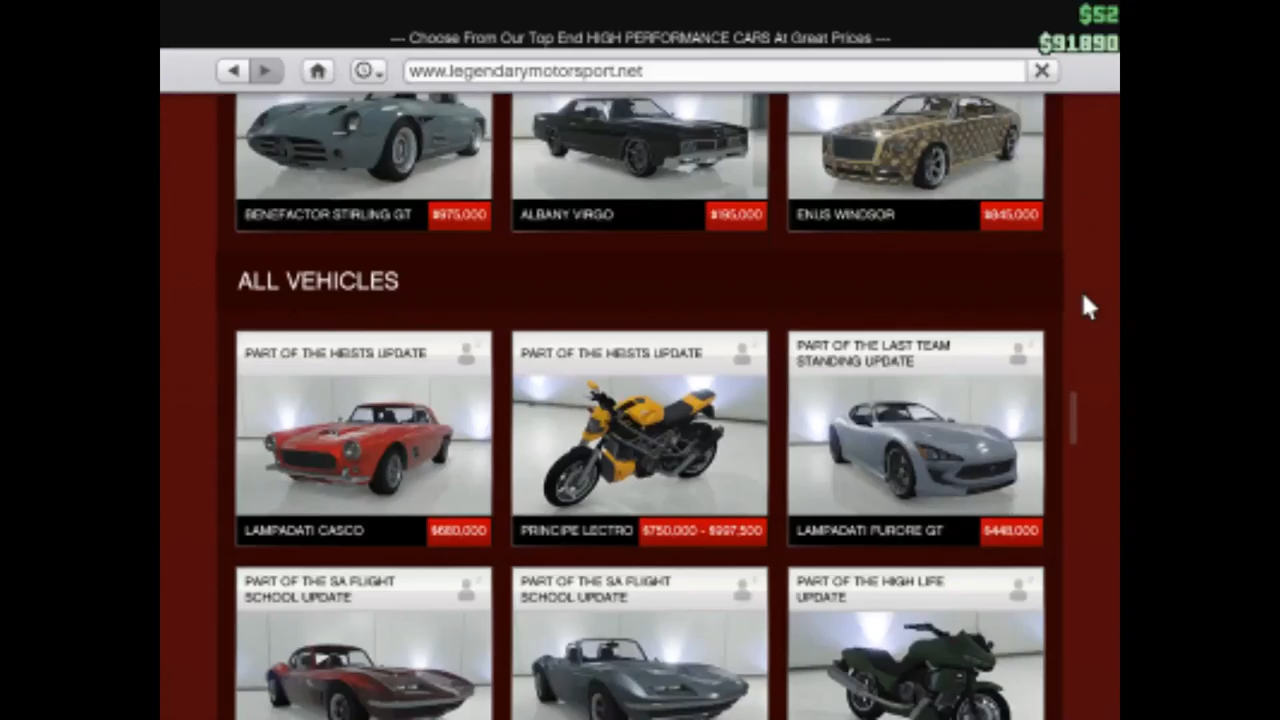 $52
--- Choose From Our Top End HIGH PERFORMANCE CARS At Great Prices ---
$91890
www.legendarymotorsport.net
BENEFACTOR STIRLING GT $975,000
ALBANY VIRGO $195,000
ENUS WINDSOR $845,000
ALL VEHICLES
PART OF THE HEISTS UPDATE
PART OF THE HEISTS UPDATE
PART OF THE LAST TEAM
STANDING UPDATE
LAMPADATI CASCO $680,000
PRINCIPE LECTRO $750,000 - $997,500
LAMPADATI FURORE GT $448,000
PART OF THE SA FLIGHT
SCHOOL UPDATE
PART OF THE SA FLIGHT
SCHOOL UPDATE
PART OF THE HIGH LIFE
UPDATE